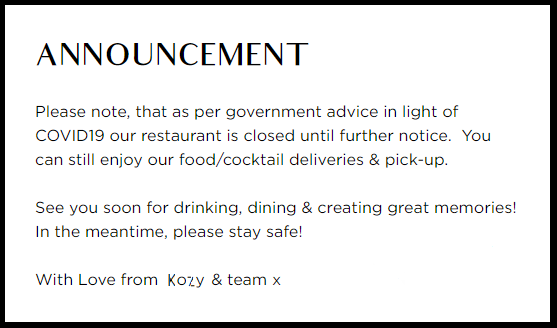 ANNOUNCEMENT
Please note, that as per government advice in light of
COVID19 our restaurant is closed until further notice.  You
can still enjoy our food/cocktail deliveries & pick-up.
See you soon for drinking, dining & creating great memories!
In the meantime, please stay safe!
With Love from  Kozy & team x